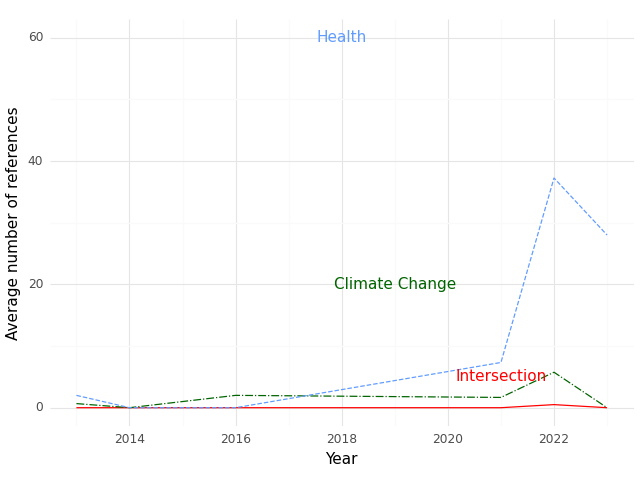 60
40
20
0
Health
Climate Change
Intersection
2014
2016
2018
2020
2022
Year
Average number of references